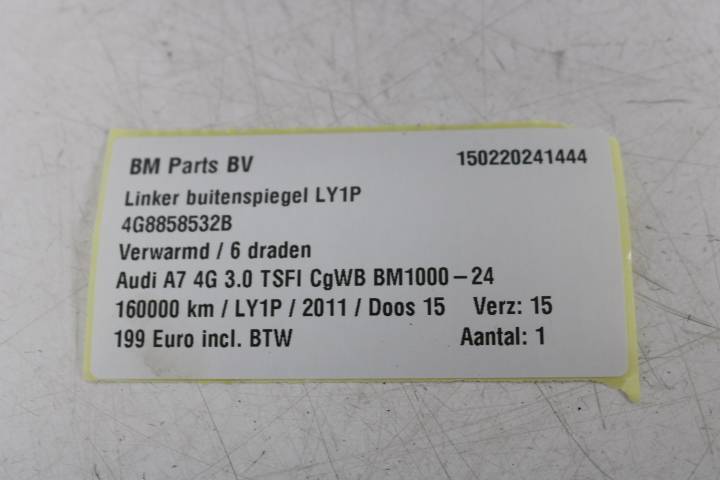 BM Parts BV 150220241444
Linker buitenspiegel LY1P
4G8858532B
Verwarmd / 6 draden
Audi A7 4G 3.0 TSFI CgWB BM1000-24
160000 km / LY1P / 2011 / Doos 15 Verz: 15
199 Euro incl. BTW Aantal: 1